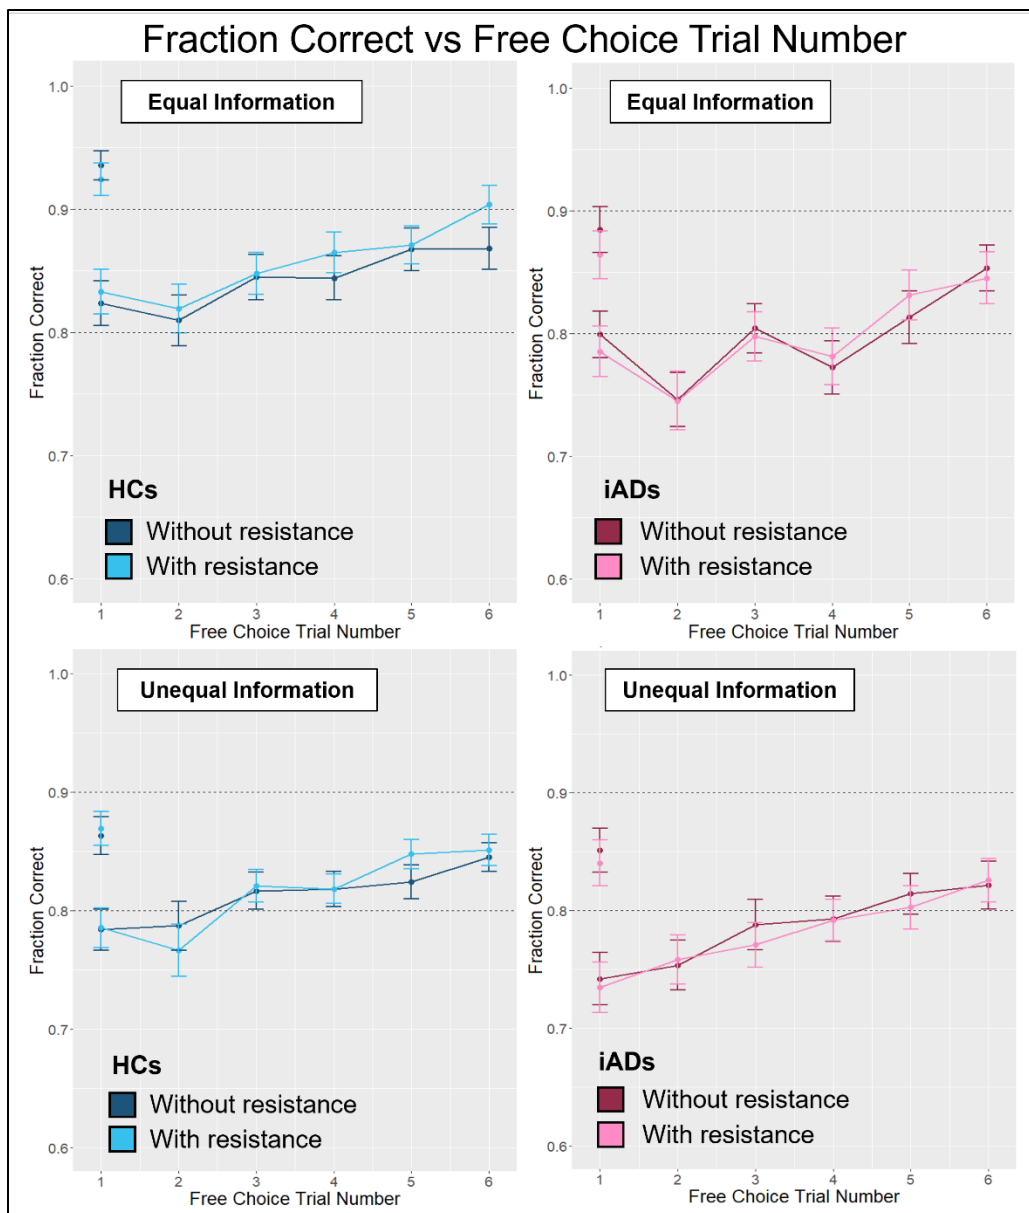 Fraction Correct vs Free Choice Trial Number
Equal Information
1.0
0.9
0.8
0.7
0.6
Fraction Correct
HCs
Without resistance
With resistance
1 2 3 4 5 6
Free Choice Trial Number
Equal Information
1.0
0.9
0.8
0.7
0.6
Fraction Correct
iADs
Without resistance
With resistance
1 2 3 4 5 6
Free Choice Trial Number
Unequal Information
1.0
0.9
0.8
0.7
0.6
Fraction Correct
HCs
Without resistance
With resistance
1 2 3 4 5 6
Free Choice Trial Number
Unequal Information
1.0
0.9
0.8
0.7
0.6
Fraction Correct
iADs
Without resistance
With resistance
1 2 3 4 5 6
Free Choice Trial Number